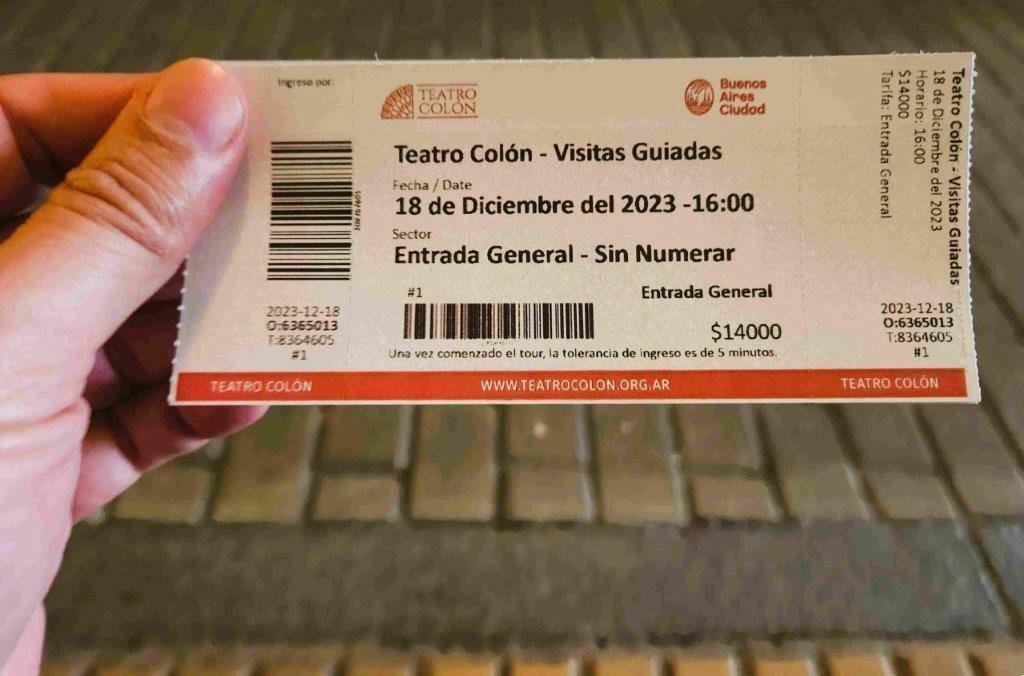 Ingreso por:
TEATRO
COLÓN
Buenos
Aires
Ciudad
Teatro Colón - Visitas Guiadas
Fecha / Date
18 de Diciembre del 2023 -16:00
Sector
Entrada General - Sin Numerar
#1
Entrada General
$14000
Una vez comenzado el tour, la tolerancia de ingreso es de 5 minutos.
2023-12-18
O:6365013
T:8364605
#1
TEATRO COLÓN
WWW.TEATROCOLON.ORG.AR
TEATRO COLÓN
Teatro Colón - Visitas Guiadas
18 de Diciembre del 2023
Horario: 16:00
$14000
Tarifa: Entrada General
2023-12-18
O:6365013
T:8364605
#1